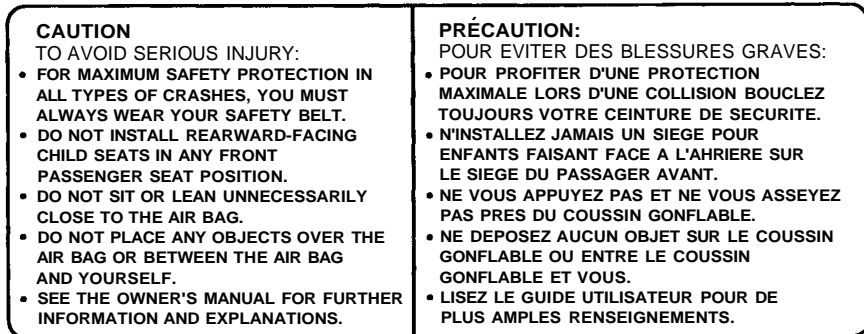 CAUTION
TO AVOID SERIOUS INJURY:
• FOR MAXIMUM SAFETY PROTECTION IN
ALL TYPES OF CRASHES, YOU MUST
ALWAYS WEAR YOUR SAFETY BELT.
• DO NOT INSTALL REARWARD-FACING
CHILD SEATS IN ANY FRONT
PASSENGER SEAT POSITION.
• DO NOT SIT OR LEAN UNNECESSARILY
CLOSE TO THE AIR BAG.
• DO NOT PLACE ANY OBJECTS OVER THE
AIR BAG OR BETWEEN THE AIR BAG
AND YOURSELF.
• SEE THE OWNER'S MANUAL FOR FURTHER
INFORMATION AND EXPLANATIONS.
PRÉCAUTION:
POUR EVITER DES BLESSURES GRAVES:
• POUR PROFITER D'UNE PROTECTION
MAXIMALE LORS D'UNE COLLISION BOUCLEZ
TOUJOURS VOTRE CEINTURE DE SECURITE.
• N'INSTALLEZ JAMAIS UN SIEGE POUR
ENFANTS FAISANT FACE A L'AHRIERE SUR
LE SIEGE DU PASSAGER AVANT.
• NE VOUS APPUYEZ PAS ET NE VOUS ASSEYEZ
PAS PRES DU COUSSIN GONFLABLE.
• NE DEPOSEZ AUCUN OBJET SUR LE COUSSIN
GONFLABLE OU ENTRE LE COUSSIN
GONFLABLE ET VOUS.
• LISEZ LE GUIDE UTILISATEUR POUR DE
PLUS AMPLES RENSEIGNEMENTS.